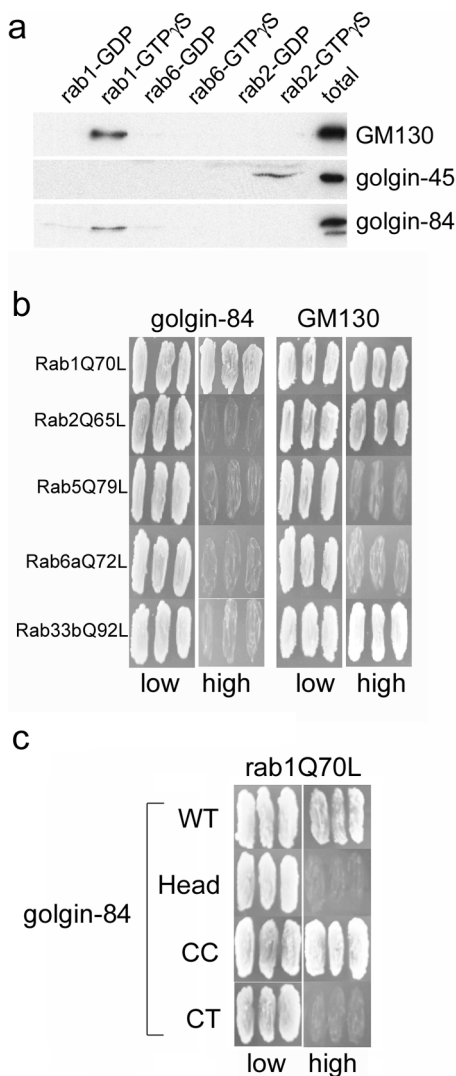 a
rab1-GDP
rab1-GTPγS
rab6-GDP
rab6-GTPγS
rab2-GDP
rab2-GTPγS
total
GM130
golgin-45
golgin-84
b
golgin-84 GM130
Rab1Q70L
Rab2Q65L
Rab5Q79L
Rab6aQ72L
Rab33bQ92L
low high low high
c
rab1Q70L
WT
Head
golgin-84
CC
CT
low high